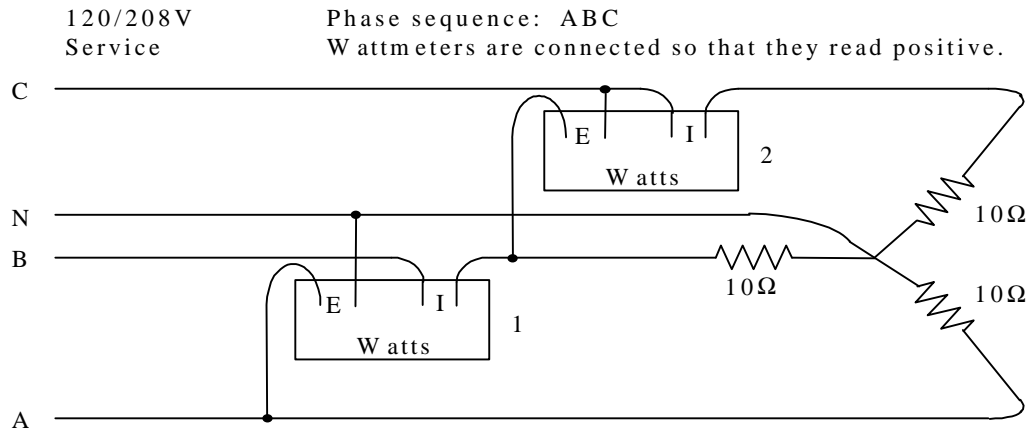 120/208V
Service
Phase sequence: ABC
Wattmeters are connected so that they read positive.
C
E
I
2
Watts
N
10Ω
B
10Ω
10Ω
E
I
1
Watts
A